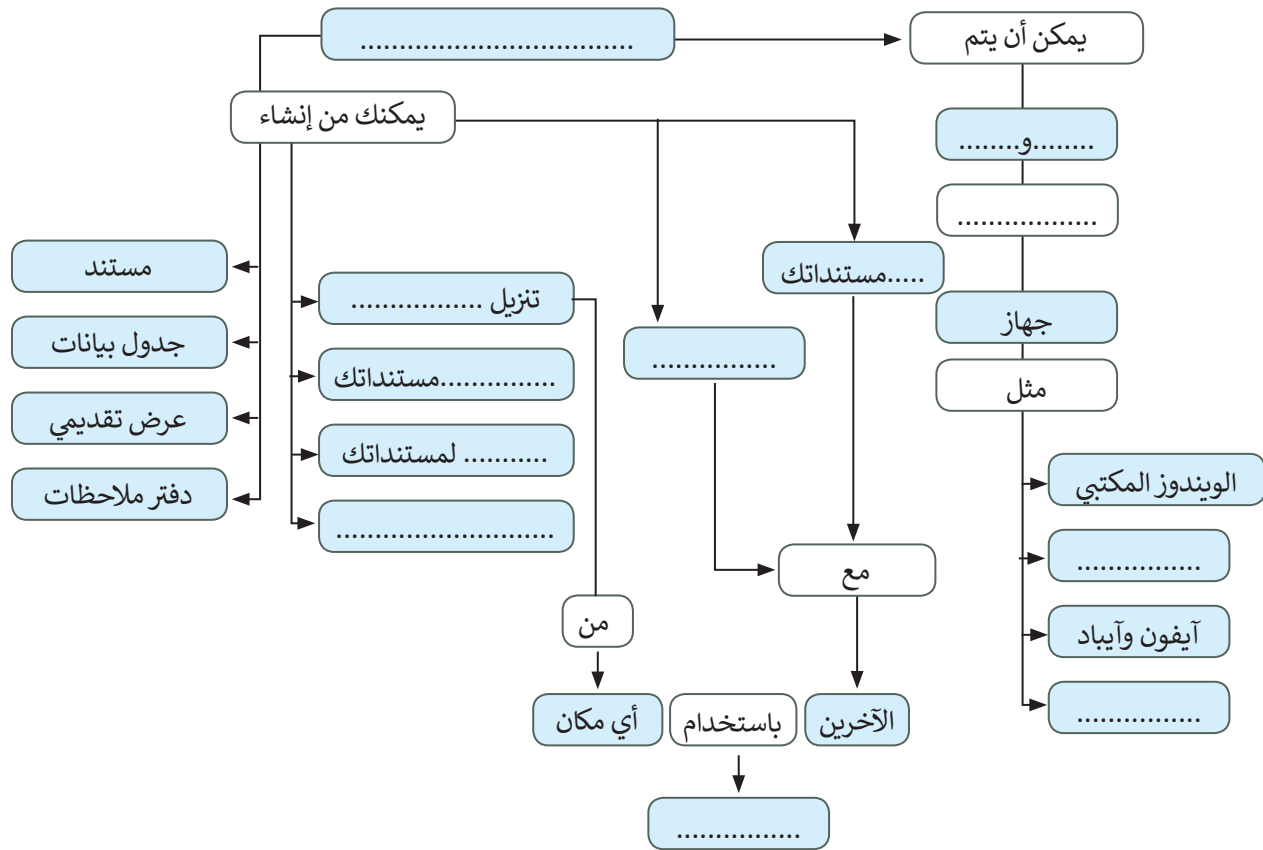 ..................................
يمكن أن يتم
يمكنك من إنشاء
........و........
..................
.....مستنداتك
مستند
تنزيل .................
جهاز
جدول بيانات
................
...............مستنداتك
مثل
عرض تقديمي
........... لمستنداتك
الويندوز المكتبي
دفتر ملاحظات
............................
................
مع
من
آيفون وآيباد
................
أي مكان
باستخدام
الآخرين
................